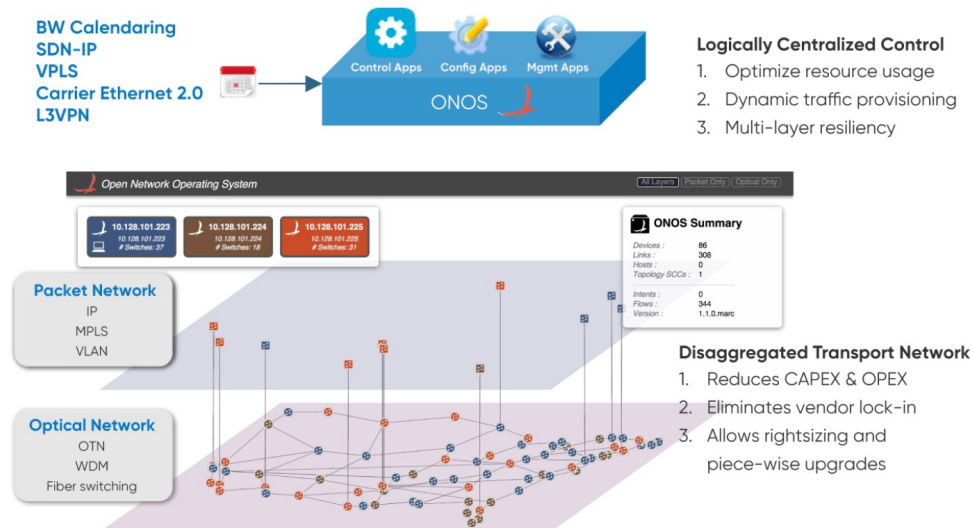 BW Calendaring
SDN-IP
VPLS
Carrier Ethernet 2.0
L3VPN
Control Apps
Config Apps
Mgmt Apps
ONOS
Logically Centralized Control
1. Optimize resource usage
2. Dynamic traffic provisioning
3. Multi-layer resiliency
Open Network Operating System
All Layers
Packet Only
Optical Only
10.128.101.223
10.128.101.223
# Switches: 37
10.128.101.224
10.128.101.224
# Switches: 18
10.128.101.225
10.128.101.225
# Switches: 31
ONOS Summary
Devices : 86
Links : 308
Hosts : 0
Topology SCCs : 1
Intents : 0
Flows : 344
Version : 1.1.0.marc
Packet Network
IP
MPLS
VLAN
Optical Network
OTN
WDM
Fiber switching
Disaggregated Transport Network
1. Reduces CAPEX & OPEX
2. Eliminates vendor lock-in
3. Allows rightsizing and
piece-wise upgrades